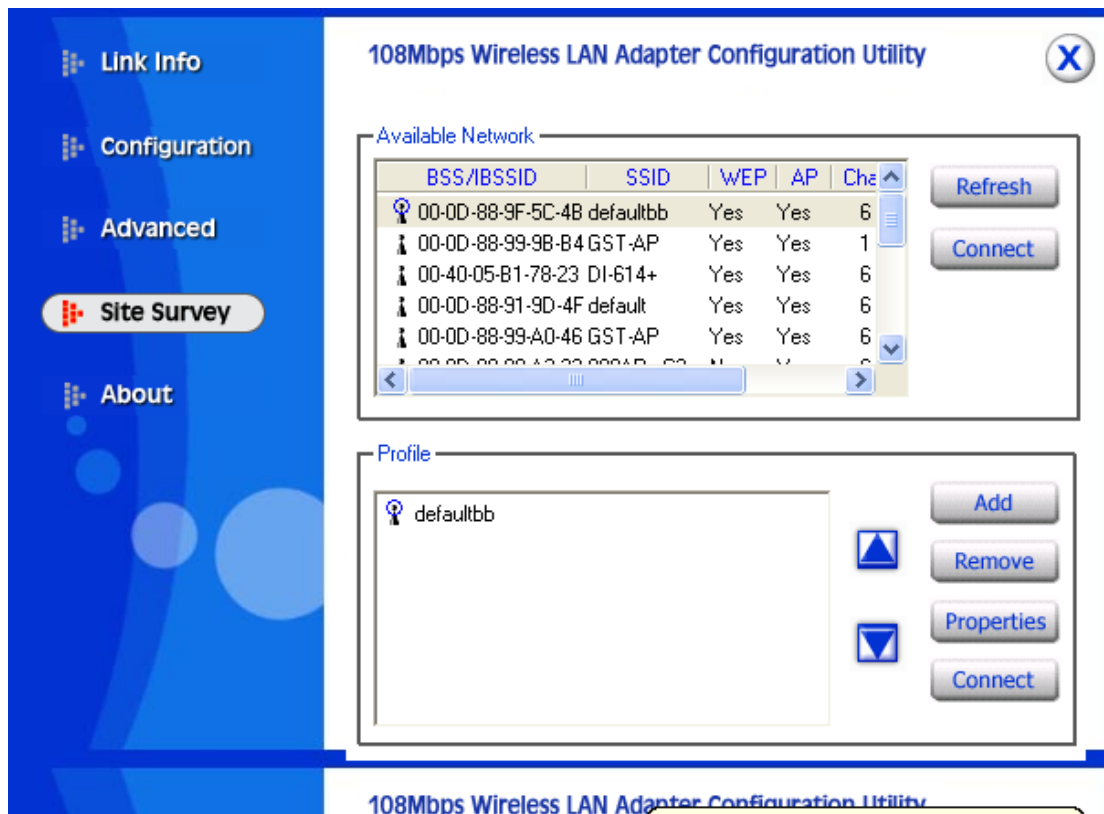 108Mbps Wireless LAN Adapter Configuration Utility
X
Link Info
Configuration
Advanced
Site Survey
About
Available Network
BSS/IBSSID SSID WEP AP Cha
00-0D-88-9F-5C-4B defaultbb Yes Yes 6
00-0D-88-99-9B-B4 GST-AP Yes Yes 1
00-40-05-B1-78-23 DI-614+ Yes Yes 6
00-0D-88-91-9D-4F default Yes Yes 6
00-0D-88-99-A0-46 GST-AP Yes Yes 6
Refresh
Connect
Profile
defaultbb
Add
Remove
Properties
Connect
108Mbps Wireless LAN Adapter Configuration Utility